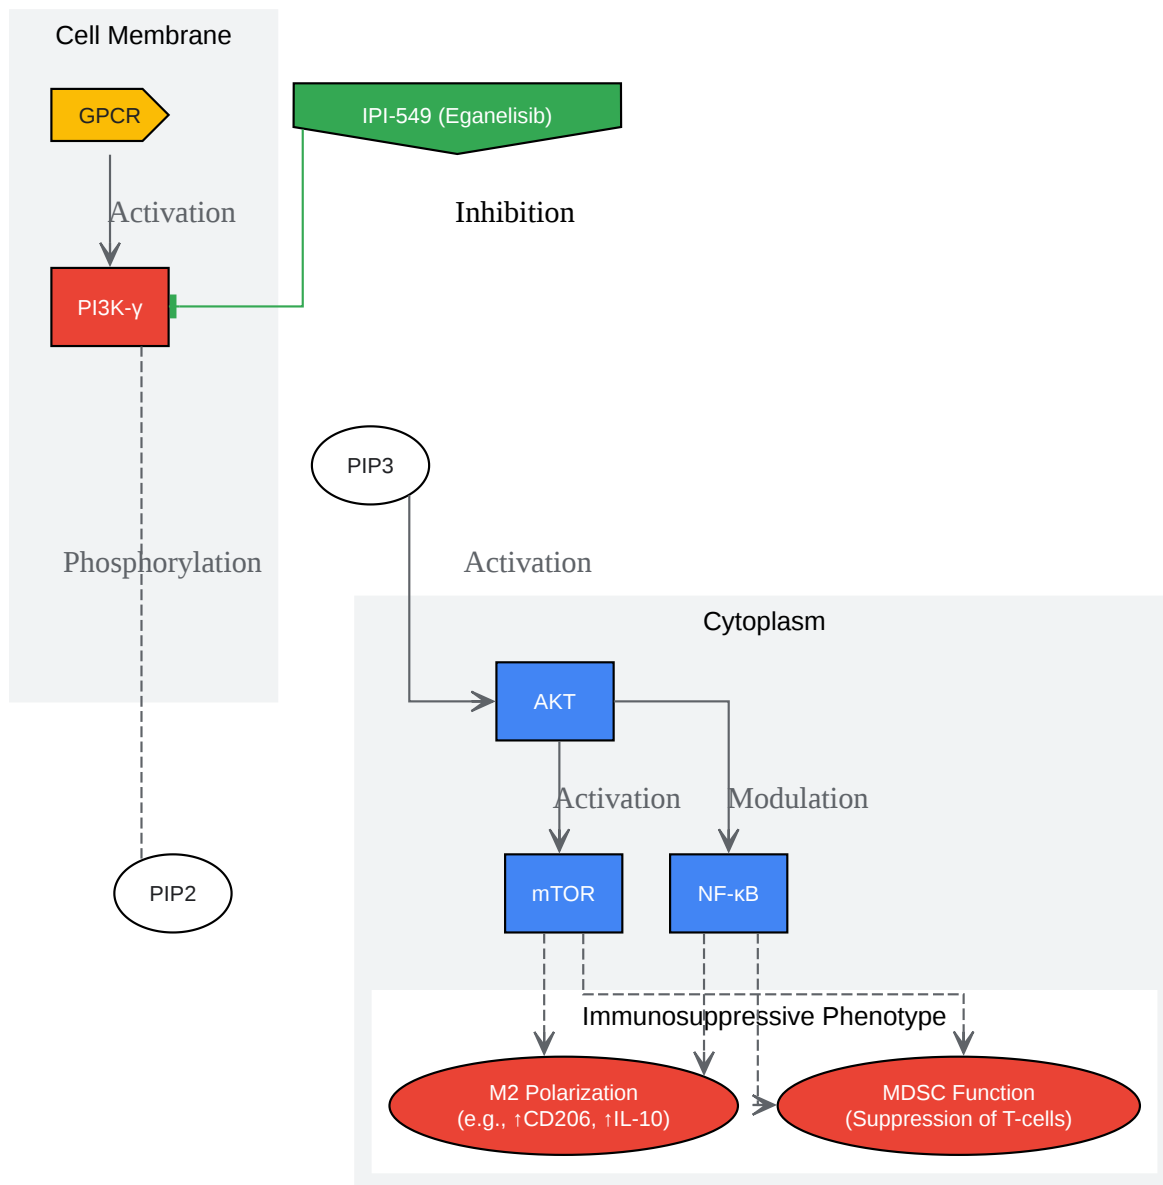 Cell Membrane
GPCR
IPI-549 (Eganelisib)
Activation
Inhibition
PI3K-γ
PIP3
Phosphorylation
Activation
Cytoplasm
AKT
Activation
Modulation
PIP2
mTOR
NF-κB
Immunosuppressive Phenotype
M2 Polarization
(e.g., ↑CD206, ↑IL-10)
MDSC Function
(Suppression of T-cells)